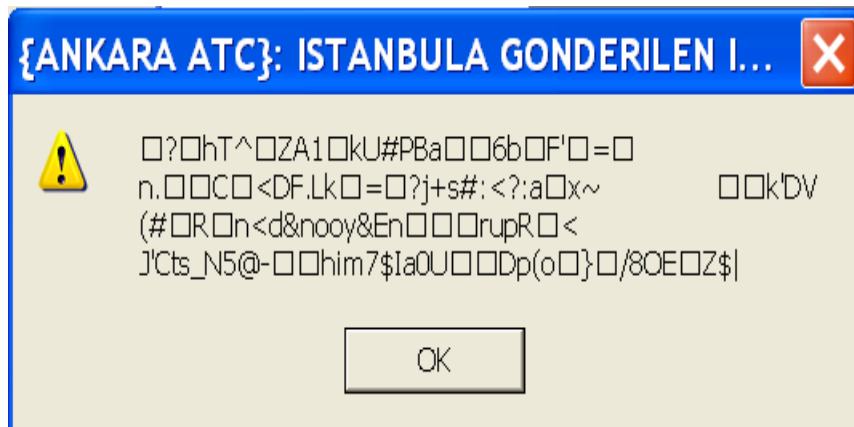 {ANKARA ATC}: ISTANBULA GONDERILEN I...
□?□hT^□ZA1□kU#PBa□□6b□F'□=□
n.□□C□<DF.Lk□=□?j+s#:<?:a□x~ □□k'DV
(#□R□n<d&nooy&En□□□rupR□<
J'Cts_N5@-□□him7$Ia0U□□Dp(o□}□/8OE□Z$|
OK